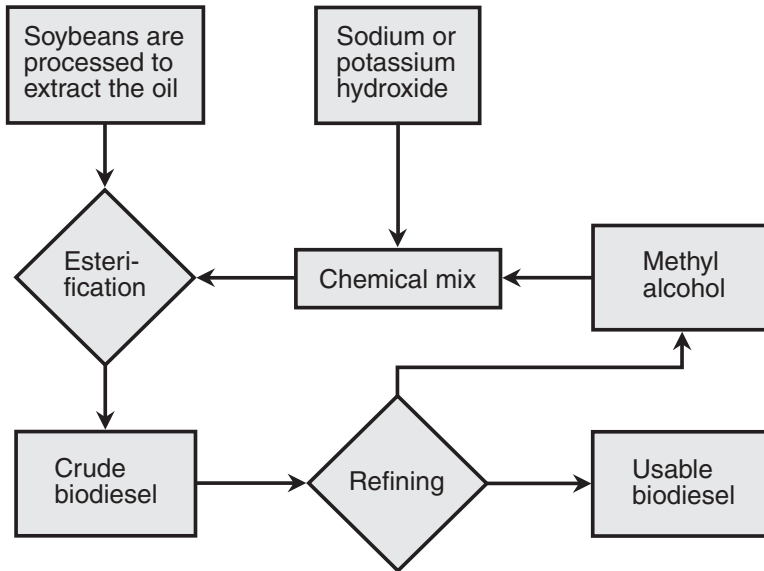 Soybeans are
processed to
extract the oil
Sodium or
potassium
hydroxide
Esteri-
fication
Chemical mix
Methyl
alcohol
Crude
biodiesel
Refining
Usable
biodiesel